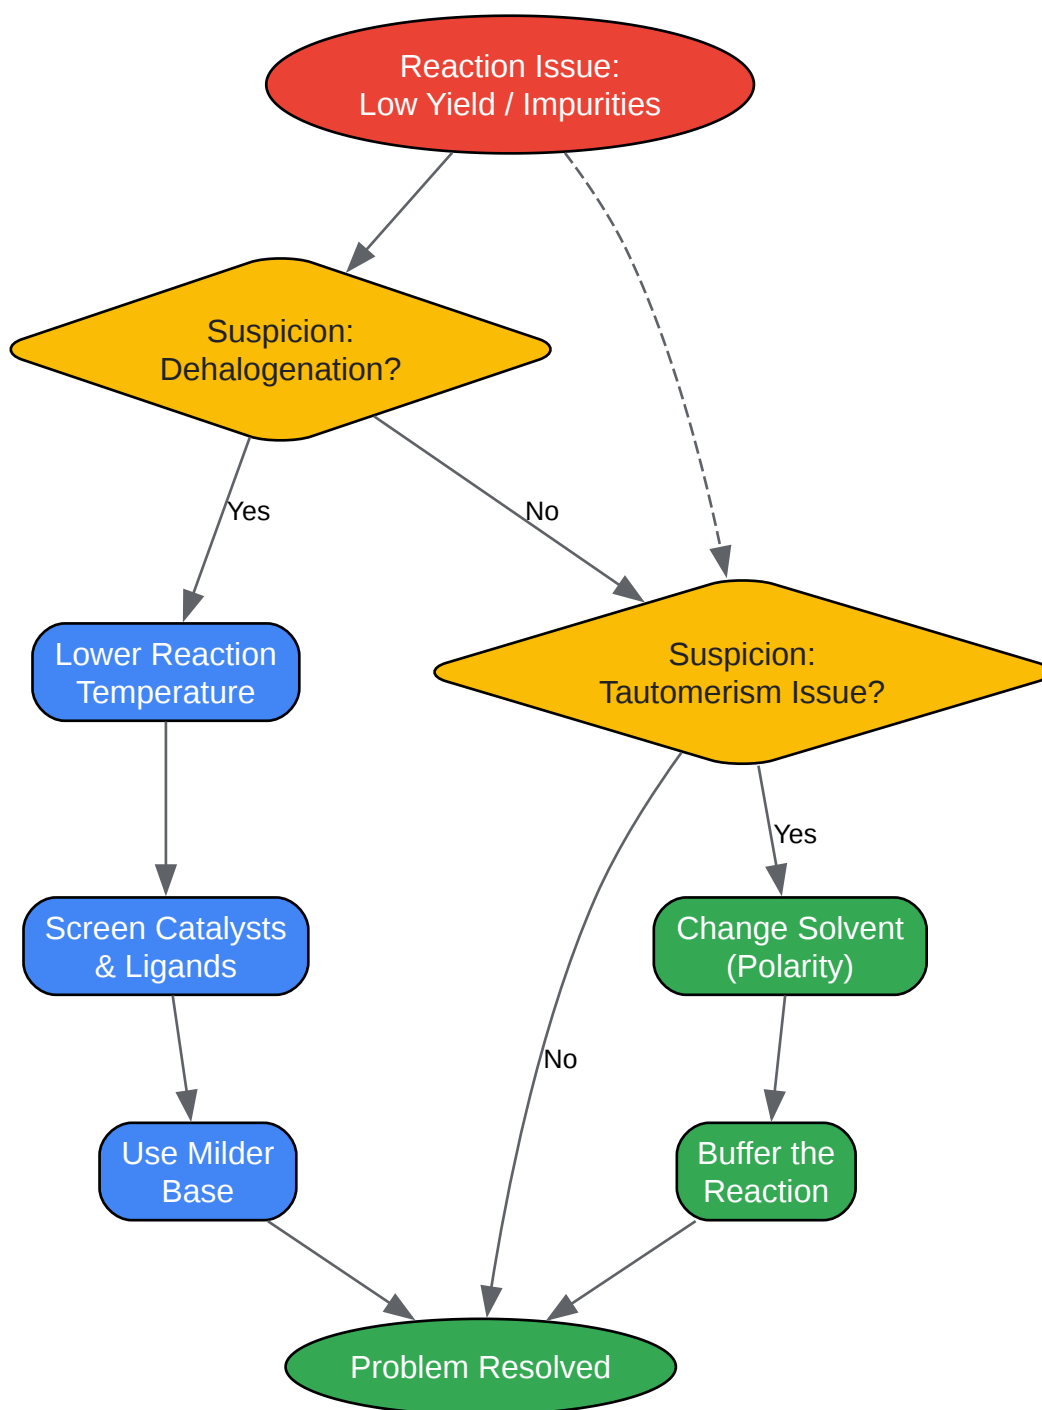 Reaction Issue:
Low Yield / Impurities
Suspicion:
Dehalogenation?
Yes
No
Lower Reaction
Temperature
Suspicion:
Tautomerism Issue?
Yes
Screen Catalysts
& Ligands
Change Solvent
(Polarity)
No
Use Milder
Base
Buffer the
Reaction
Problem Resolved